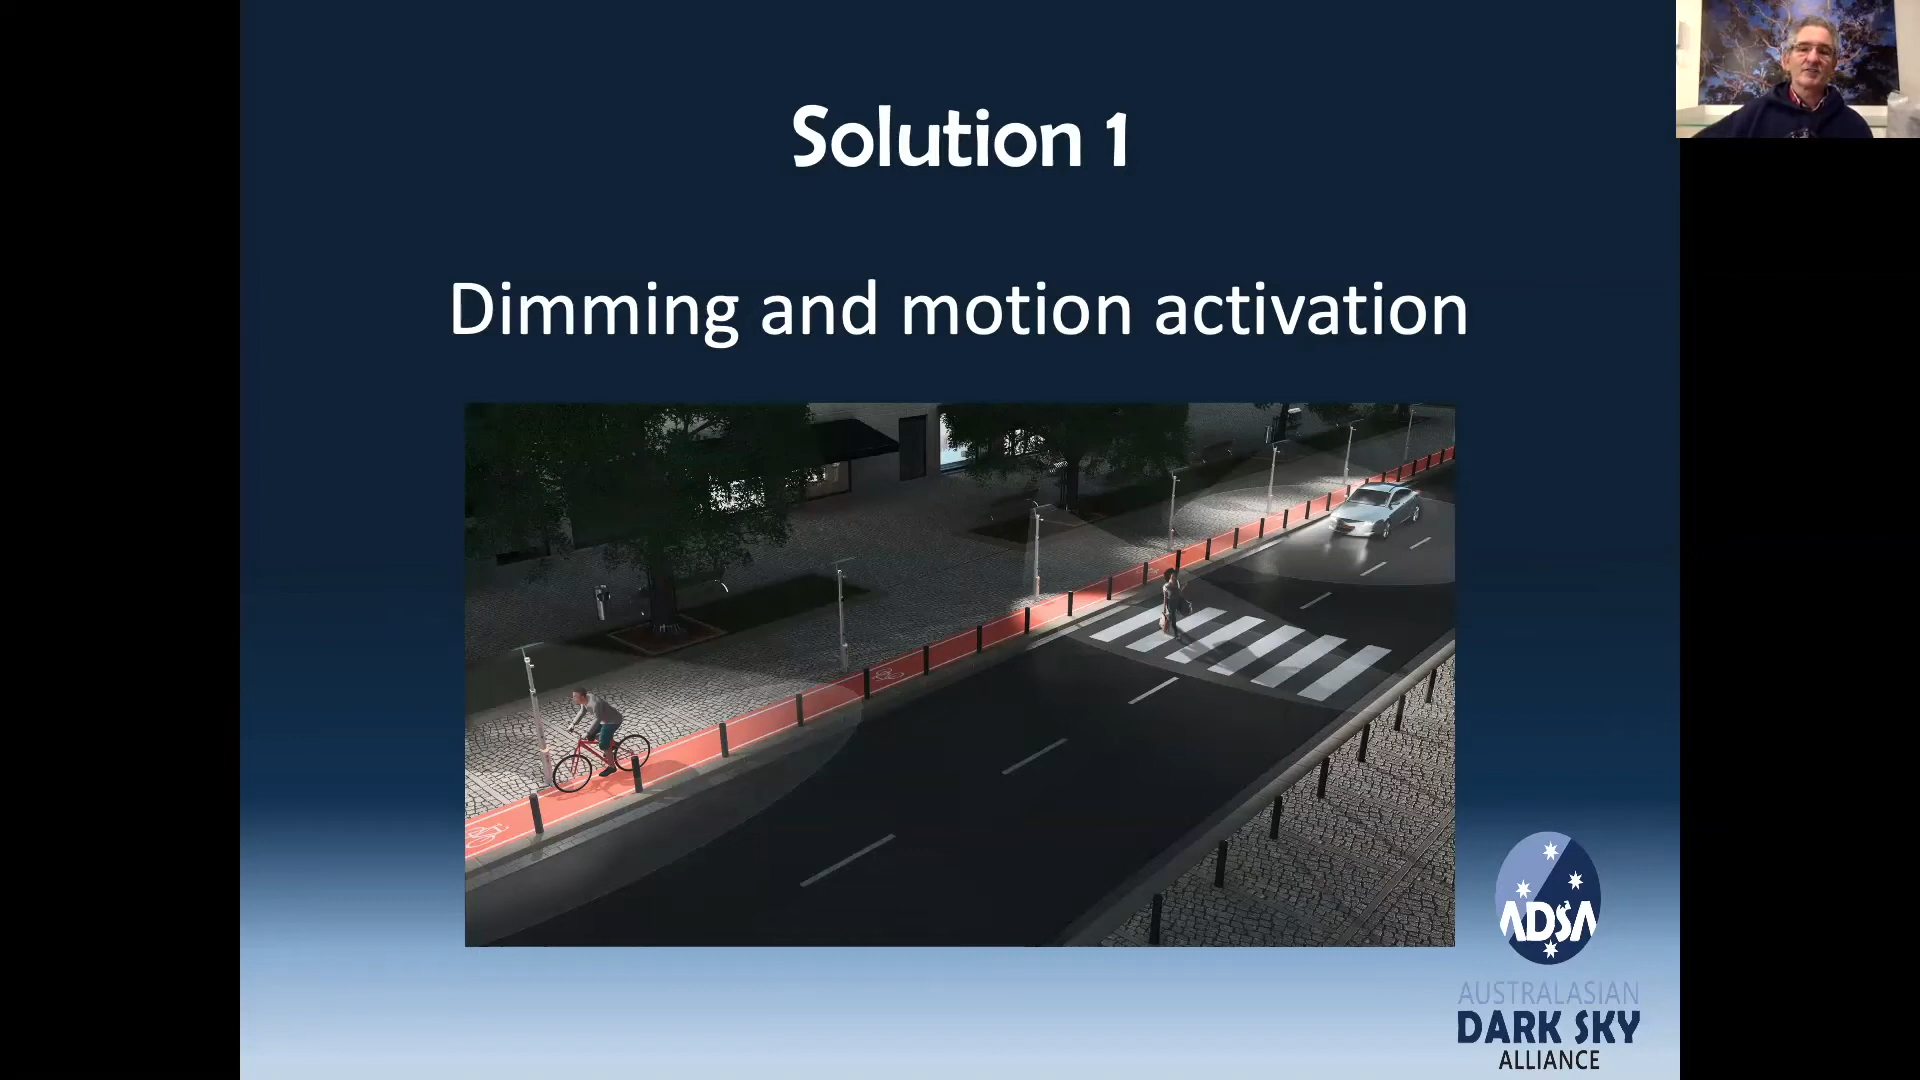 Solution 1
Dimming and motion activation
ADSA
AUSTRALASIAN
DARK SKY
ALLIANCE